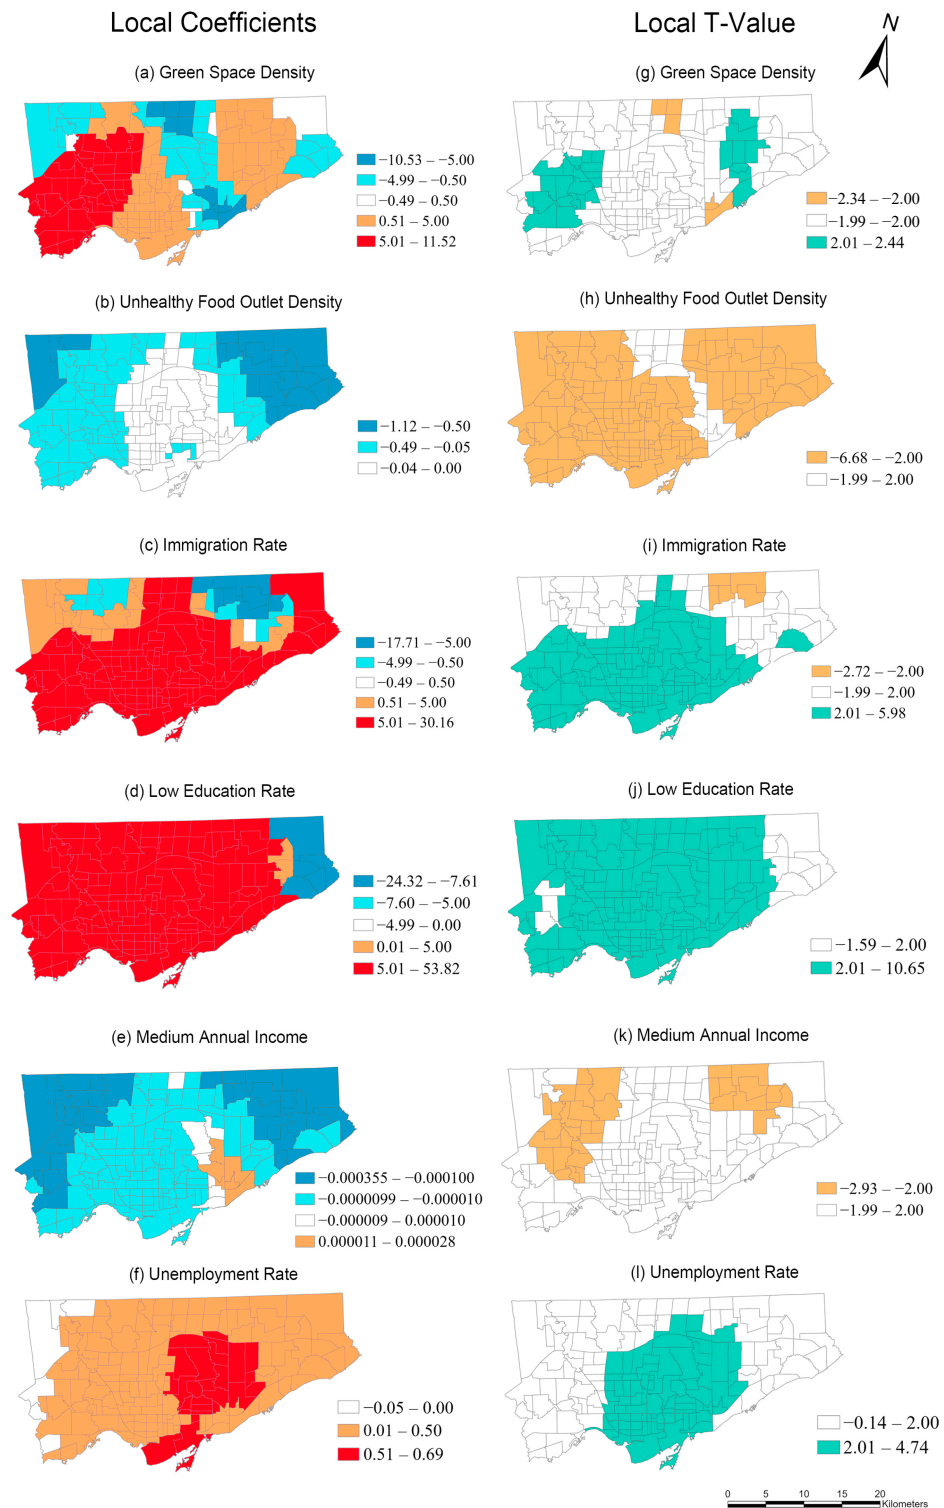 Local Coefficients
Local T-Value
N
(a) Green Space Density
−10.53 – −5.00
−4.99 – −0.50
−0.49 – 0.50
0.51 – 5.00
5.01 – 11.52
(g) Green Space Density
−2.34 – −2.00
−1.99 – −2.00
2.01 – 2.44
(b) Unhealthy Food Outlet Density
−1.12 – −0.50
−0.49 – −0.05
−0.04 – 0.00
(h) Unhealthy Food Outlet Density
−6.68 – −2.00
−1.99 – 2.00
(c) Immigration Rate
−17.71 – −5.00
−4.99 – −0.50
−0.49 – 0.50
0.51 – 5.00
5.01 – 30.16
(i) Immigration Rate
−2.72 – −2.00
−1.99 – 2.00
2.01 – 5.98
(d) Low Education Rate
−24.32 – −7.61
−7.60 – −5.00
−4.99 – 0.00
0.01 – 5.00
5.01 – 53.82
(j) Low Education Rate
−1.59 – 2.00
2.01 – 10.65
(e) Medium Annual Income
−0.000355 – −0.000100
−0.0000099 – −0.000010
−0.000009 – 0.000010
0.000011 – 0.000028
(k) Medium Annual Income
−2.93 – −2.00
−1.99 – 2.00
(f) Unemployment Rate
−0.05 – 0.00
0.01 – 0.50
0.51 – 0.69
(l) Unemployment Rate
−0.14 – 2.00
2.01 – 4.74
0 5 10 15 20
Kilometers